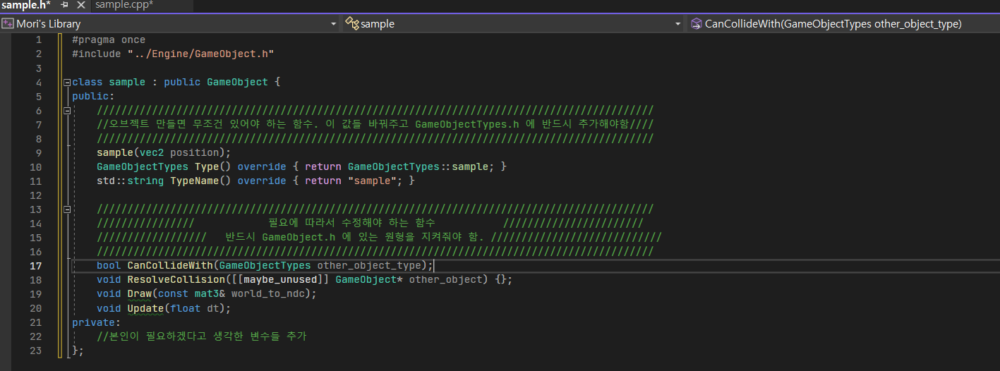 sample.h* sample.cpp*
Mori's Library sample CanCollideWith(GameObjectTypes other_object_type)
1 #pragma once
2 #include "../Engine/GameObject.h"
3
4 class sample : public GameObject {
5 public:
6 ///////////////////////////////////////////////////////////////////////////////////////////
7 //오브젝트 만들면 무조건 있어야 하는 함수. 이 값들 바꿔주고 GameObjectTypes.h 에 반드시 추가해야함////
8 ///////////////////////////////////////////////////////////////////////////////////////////
9 sample(vec2 position);
10 GameObjectTypes Type() override { return GameObjectTypes::sample; }
11 std::string TypeName() override { return "sample"; }
12
13 ///////////////////////////////////////////////////////////////////////////////////////////
14 //////////////// 필요에 따라서 수정해야 하는 함수 ///////////////////////
15 ////////////////// 반드시 GameObject.h 에 있는 원형을 지켜줘야 함. ////////////////////////////
16 ///////////////////////////////////////////////////////////////////////////////////////////
17 bool CanCollideWith(GameObjectTypes other_object_type);
18 void ResolveCollision([[maybe_unused]] GameObject* other_object) {};
19 void Draw(const mat3& world_to_ndc);
20 void Update(float dt);
21 private:
22 //본인이 필요하겠다고 생각한 변수들 추가
23 };